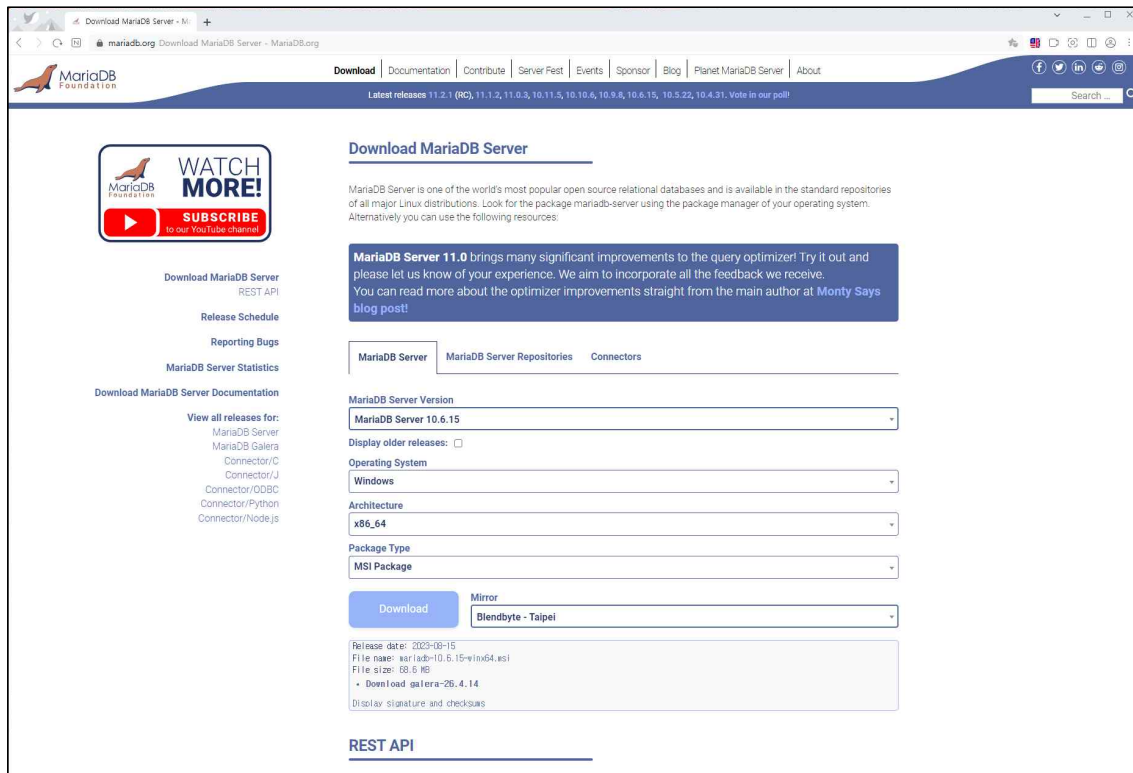 Download MariaDB Server - Ma
mariadb.org Download MariaDB Server - MariaDB.org
MariaDB
Foundation
Download Documentation Contribute Server Fest Events Sponsor Blog Planet MariaDB Server About
Latest releases 11.2.1 (RC), 11.1.2, 11.0.3, 10.11.5, 10.10.6, 10.9.8, 10.6.15, 10.5.22, 10.4.31. Vote in our poll!
Search ...
MariaDB
Foundation
WATCH
MORE!
SUBSCRIBE
to our YouTube channel
Download MariaDB Server
REST API
Release Schedule
Reporting Bugs
MariaDB Server Statistics
Download MariaDB Server Documentation
View all releases for:
MariaDB Server
MariaDB Galera
Connector/C
Connector/J
Connector/ODBC
Connector/Python
Connector/Node.js
Download MariaDB Server
MariaDB Server is one of the world's most popular open source relational databases and is available in the standard repositories
of all major Linux distributions. Look for the package mariadb-server using the package manager of your operating system.
Alternatively you can use the following resources:
MariaDB Server 11.0 brings many significant improvements to the query optimizer! Try it out and
please let us know of your experience. We aim to incorporate all the feedback we receive.
You can read more about the optimizer improvements straight from the main author at Monty Says
blog post!
MariaDB Server MariaDB Server Repositories Connectors
MariaDB Server Version
MariaDB Server 10.6.15
Display older releases:
Operating System
Windows
Architecture
x86_64
Package Type
MSI Package
Download
Mirror
Blendbyte - Taipei
Release date: 2023-08-15
File name: mariadb-10.6.15-winx64.msi
File size: 68.6 MB
• Download galera-26.4.14
Display signature and checksums
REST API